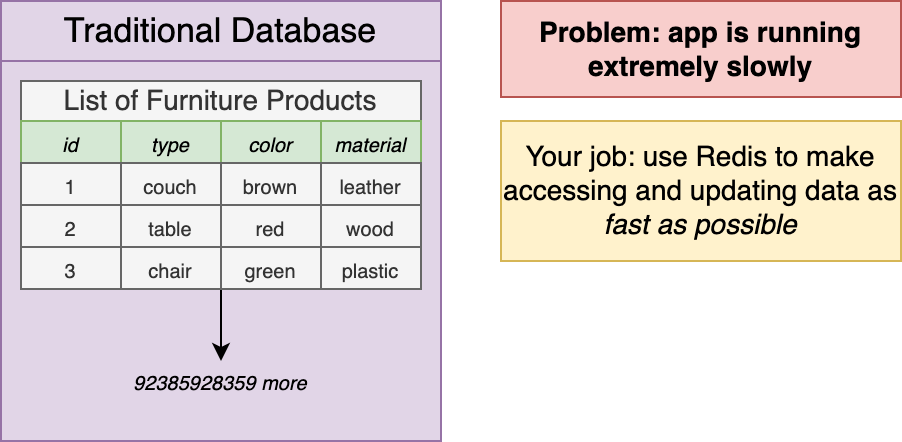 Traditional Database
List of Furniture Products
id type color material
1 couch brown leather
2 table red wood
3 chair green plastic
92385928359 more
Problem: app is running
extremely slowly
Your job: use Redis to make
accessing and updating data as
fast as possible